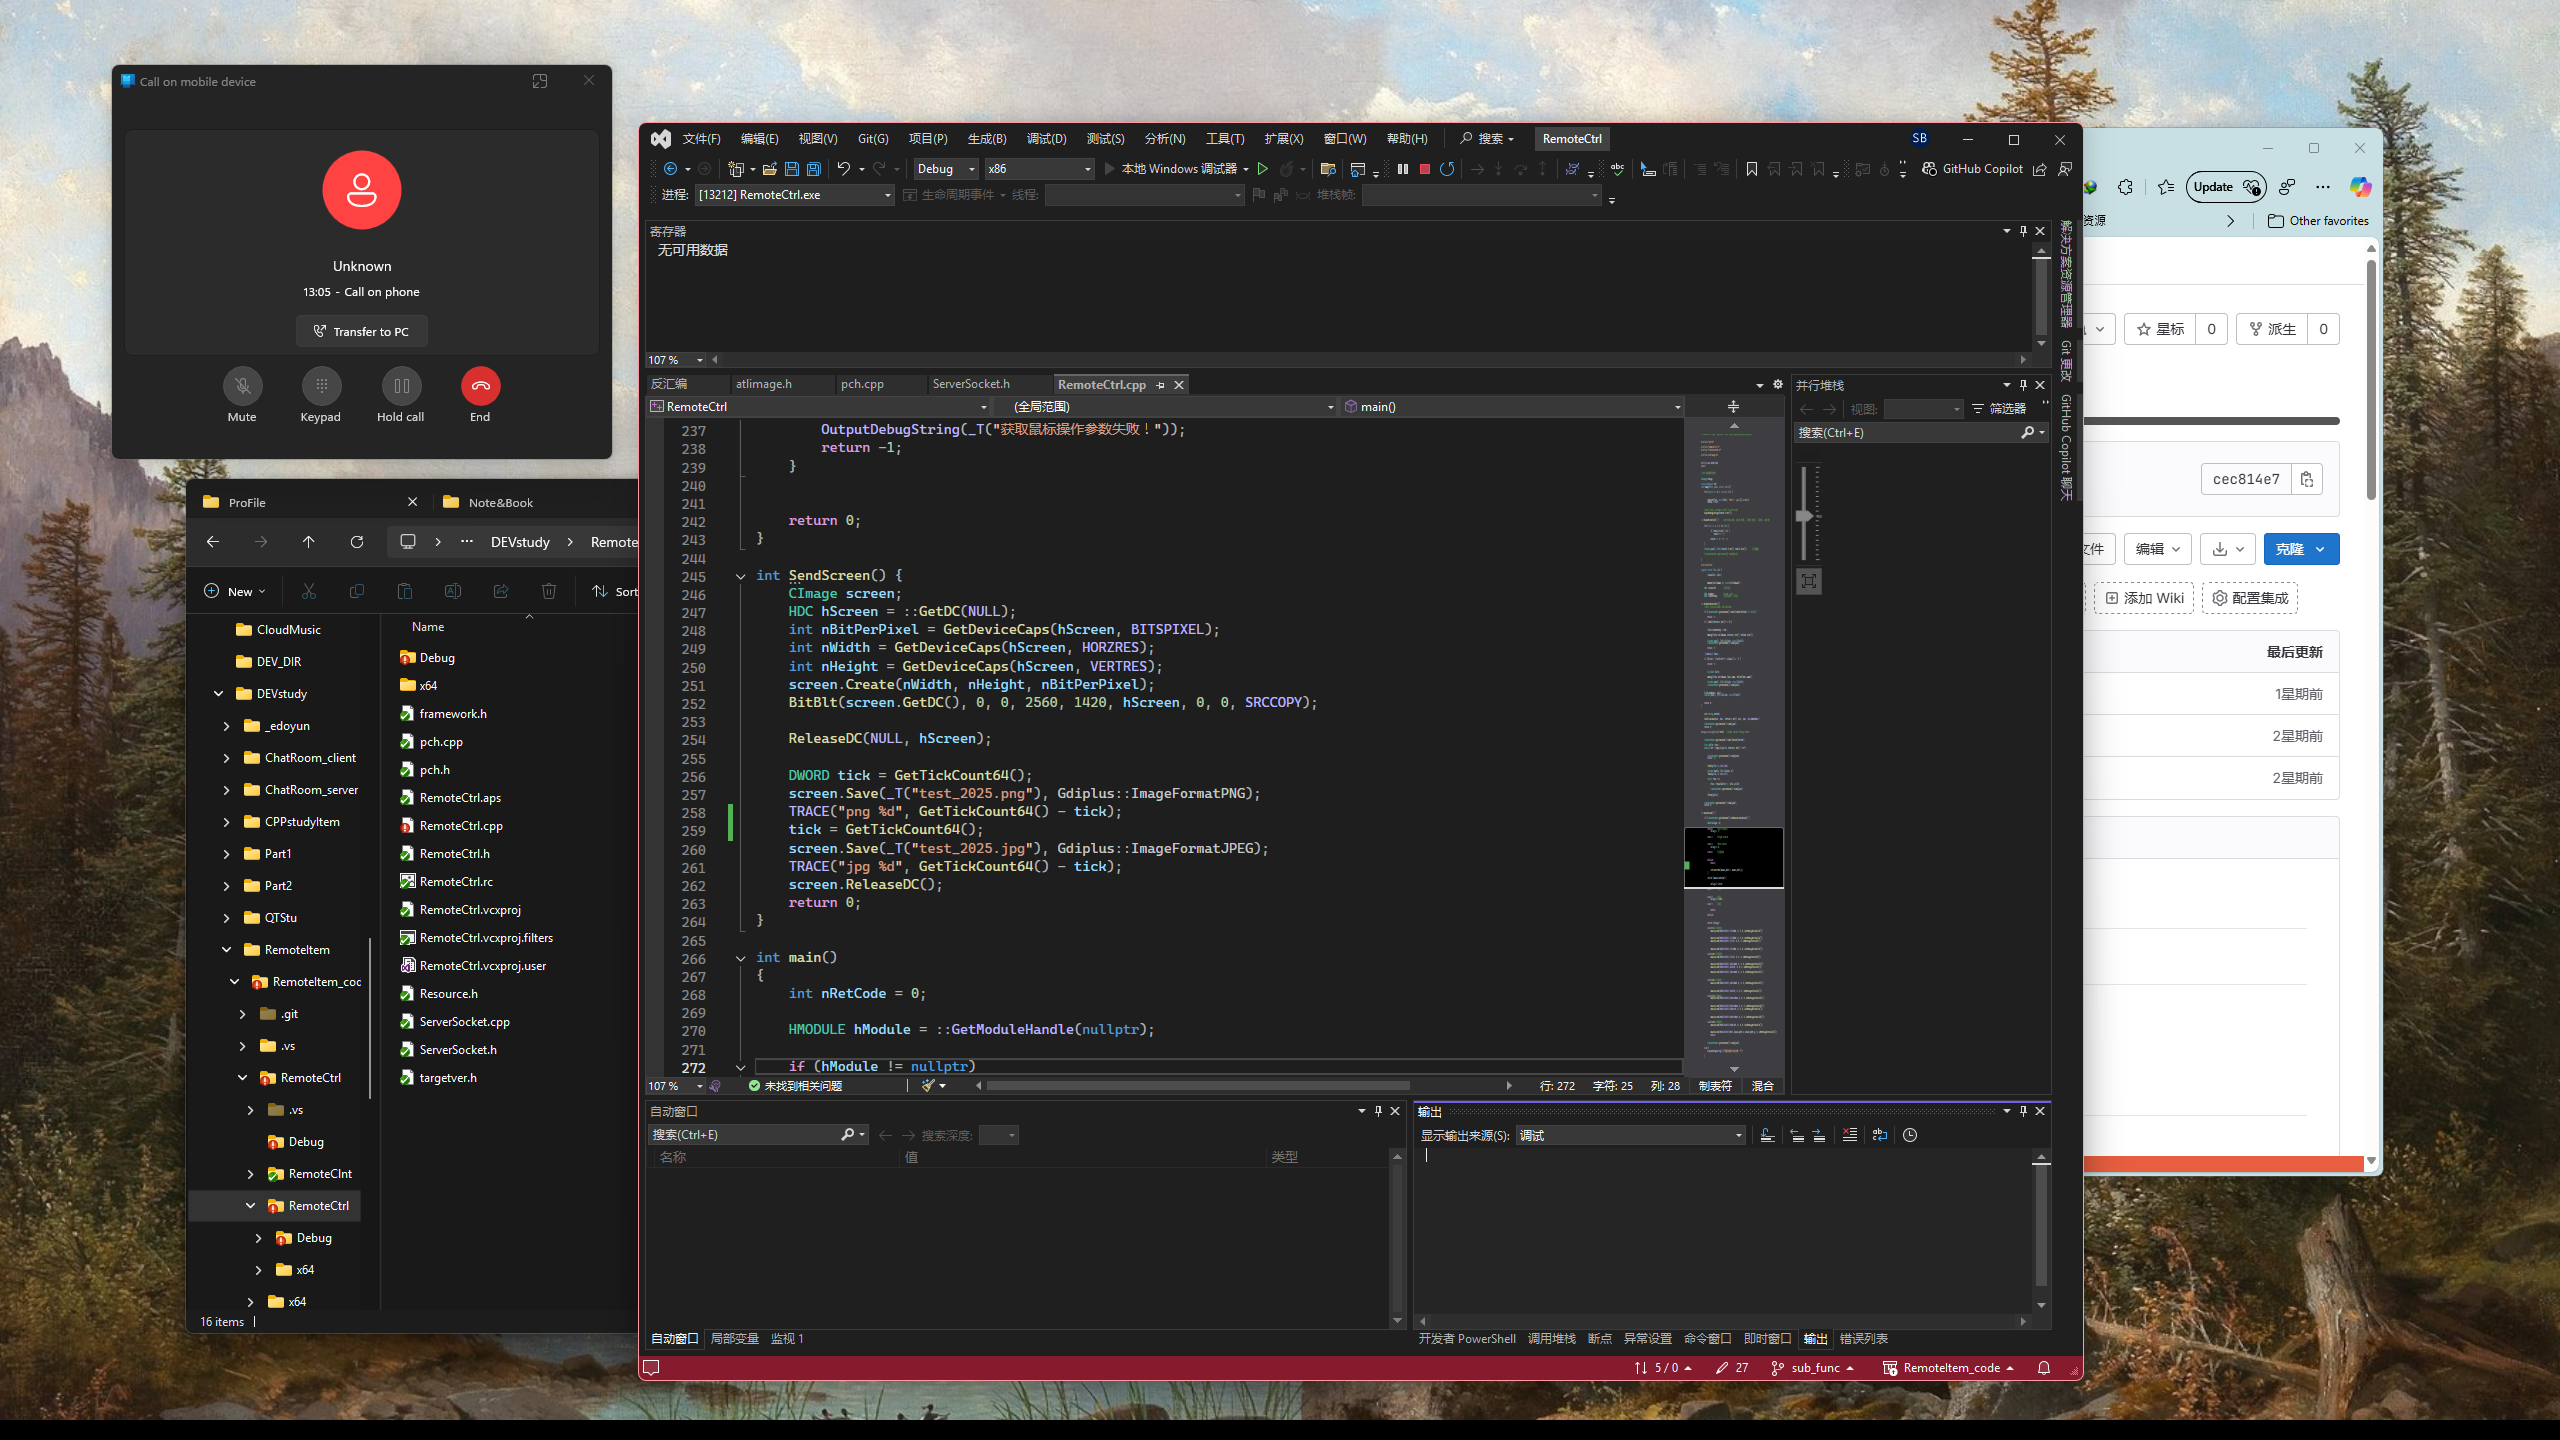 Call on mobile device
Unknown
13:05 - Call on phone
Transfer to PC
Mute
Keypad
Hold call
End
ProFile
Note&Book
DEVstudy
Remote
New
Sort
Name
CloudMusic
DEV_DIR
DEVstudy
_edoyun
ChatRoom_client
ChatRoom_server
CPPstudyItem
Part1
Part2
QTStu
RemoteItem
RemoteItem_cod
.git
.vs
RemoteCtrl
.vs
Debug
RemoteClnt
RemoteCtrl
Debug
x64
x64
Debug
x64
framework.h
pch.cpp
pch.h
RemoteCtrl.aps
RemoteCtrl.cpp
RemoteCtrl.h
RemoteCtrl.rc
RemoteCtrl.vcxproj
RemoteCtrl.vcxproj.filters
RemoteCtrl.vcxproj.user
Resource.h
ServerSocket.cpp
ServerSocket.h
targetver.h
16 items
文件(F) 编辑(E) 视图(V) Git(G) 项目(P) 生成(B) 调试(D) 测试(S) 分析(N) 工具(T) 扩展(X) 窗口(W) 帮助(H) 搜索 RemoteCtrl SB
Debug x86 本地 Windows 调试器 GitHub Copilot
进程: [13212] RemoteCtrl.exe 生命周期事件 线程: 堆栈帧:
寄存器
无可用数据
107 %
反汇编 atlimage.h pch.cpp ServerSocket.h RemoteCtrl.cpp
RemoteCtrl (全局范围) main()
237 OutputDebugString(_T("获取鼠标操作参数失败！"));
238 return -1;
239 }
240
241
242 return 0;
243 }
244
245 int SendScreen() {
246 CImage screen;
247 HDC hScreen = ::GetDC(NULL);
248 int nBitPerPixel = GetDeviceCaps(hScreen, BITSPIXEL);
249 int nWidth = GetDeviceCaps(hScreen, HORZRES);
250 int nHeight = GetDeviceCaps(hScreen, VERTRES);
251 screen.Create(nWidth, nHeight, nBitPerPixel);
252 BitBlt(screen.GetDC(), 0, 0, 2560, 1420, hScreen, 0, 0, SRCCOPY);
253
254 ReleaseDC(NULL, hScreen);
255
256 DWORD tick = GetTickCount64();
257 screen.Save(_T("test_2025.png"), Gdiplus::ImageFormatPNG);
258 TRACE("png %d", GetTickCount64() - tick);
259 tick = GetTickCount64();
260 screen.Save(_T("test_2025.jpg"), Gdiplus::ImageFormatJPEG);
261 TRACE("jpg %d", GetTickCount64() - tick);
262 screen.ReleaseDC();
263 return 0;
264 }
265
266 int main()
267 {
268 int nRetCode = 0;
269
270 HMODULE hModule = ::GetModuleHandle(nullptr);
271
272 if (hModule != nullptr)
107 % 未找到相关问题 行: 272 字符: 25 列: 28 制表符 混合
并行堆栈
视图: 筛选器
搜索(Ctrl+E)
解决方案资源管理器
Git 更改
GitHub Copilot 聊天
自动窗口
搜索(Ctrl+E) 搜索深度:
名称 值 类型
自动窗口 局部变量 监视 1
输出
显示输出来源(S): 调试
开发者 PowerShell 调用堆栈 断点 异常设置 命令窗口 即时窗口 输出 错误列表
5 / 0 27 sub_func RemoteItem_code
Update
资源
Other favorites
星标 0 派生 0
cec814e7
文件 编辑 克隆
添加 Wiki 配置集成
最后更新
1星期前
2星期前
2星期前